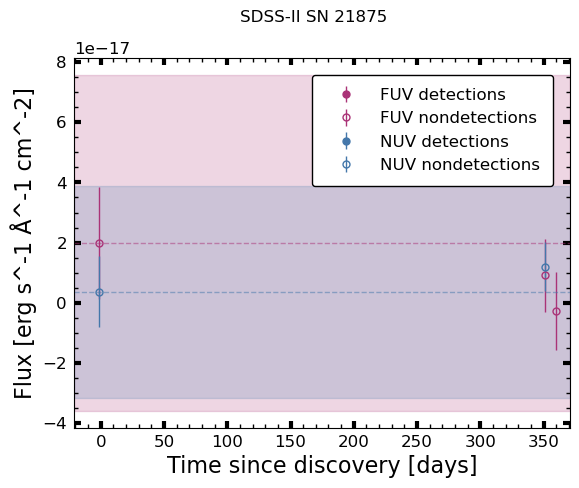 SDSS-II SN 21875
1e−17
8
6
4
2
0
−2
−4
FUV detections
FUV nondetections
NUV detections
NUV nondetections
Flux [erg s^-1 Å^-1 cm^-2]
0 50 100 150 200 250 300 350
Time since discovery [days]